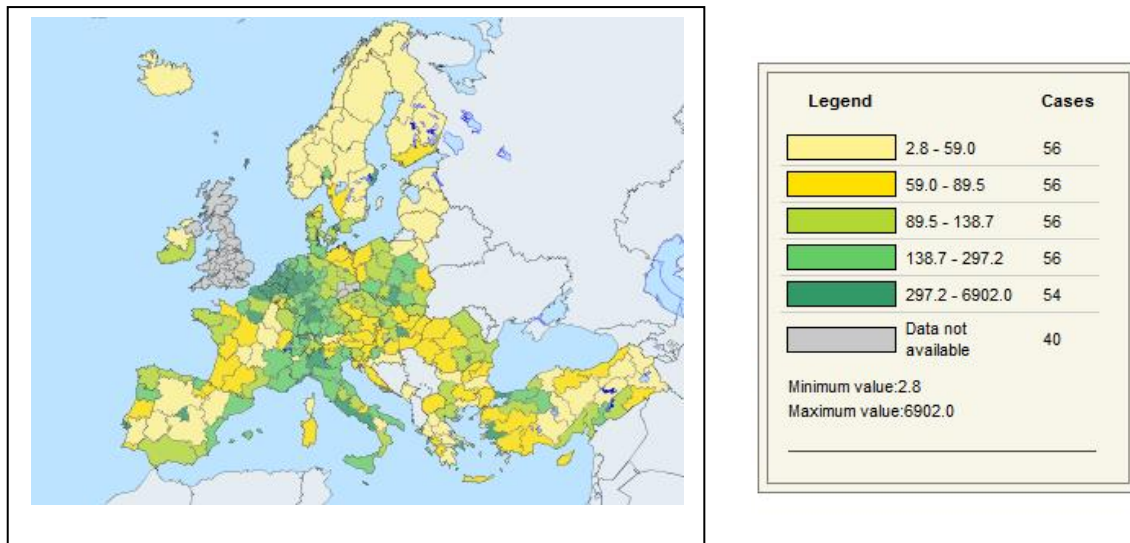 Legend Cases
2.8 - 59.0 56
59.0 - 89.5 56
89.5 - 138.7 56
138.7 - 297.2 56
297.2 - 6902.0 54
Data not
available 40
Minimum value:2.8
Maximum value:6902.0